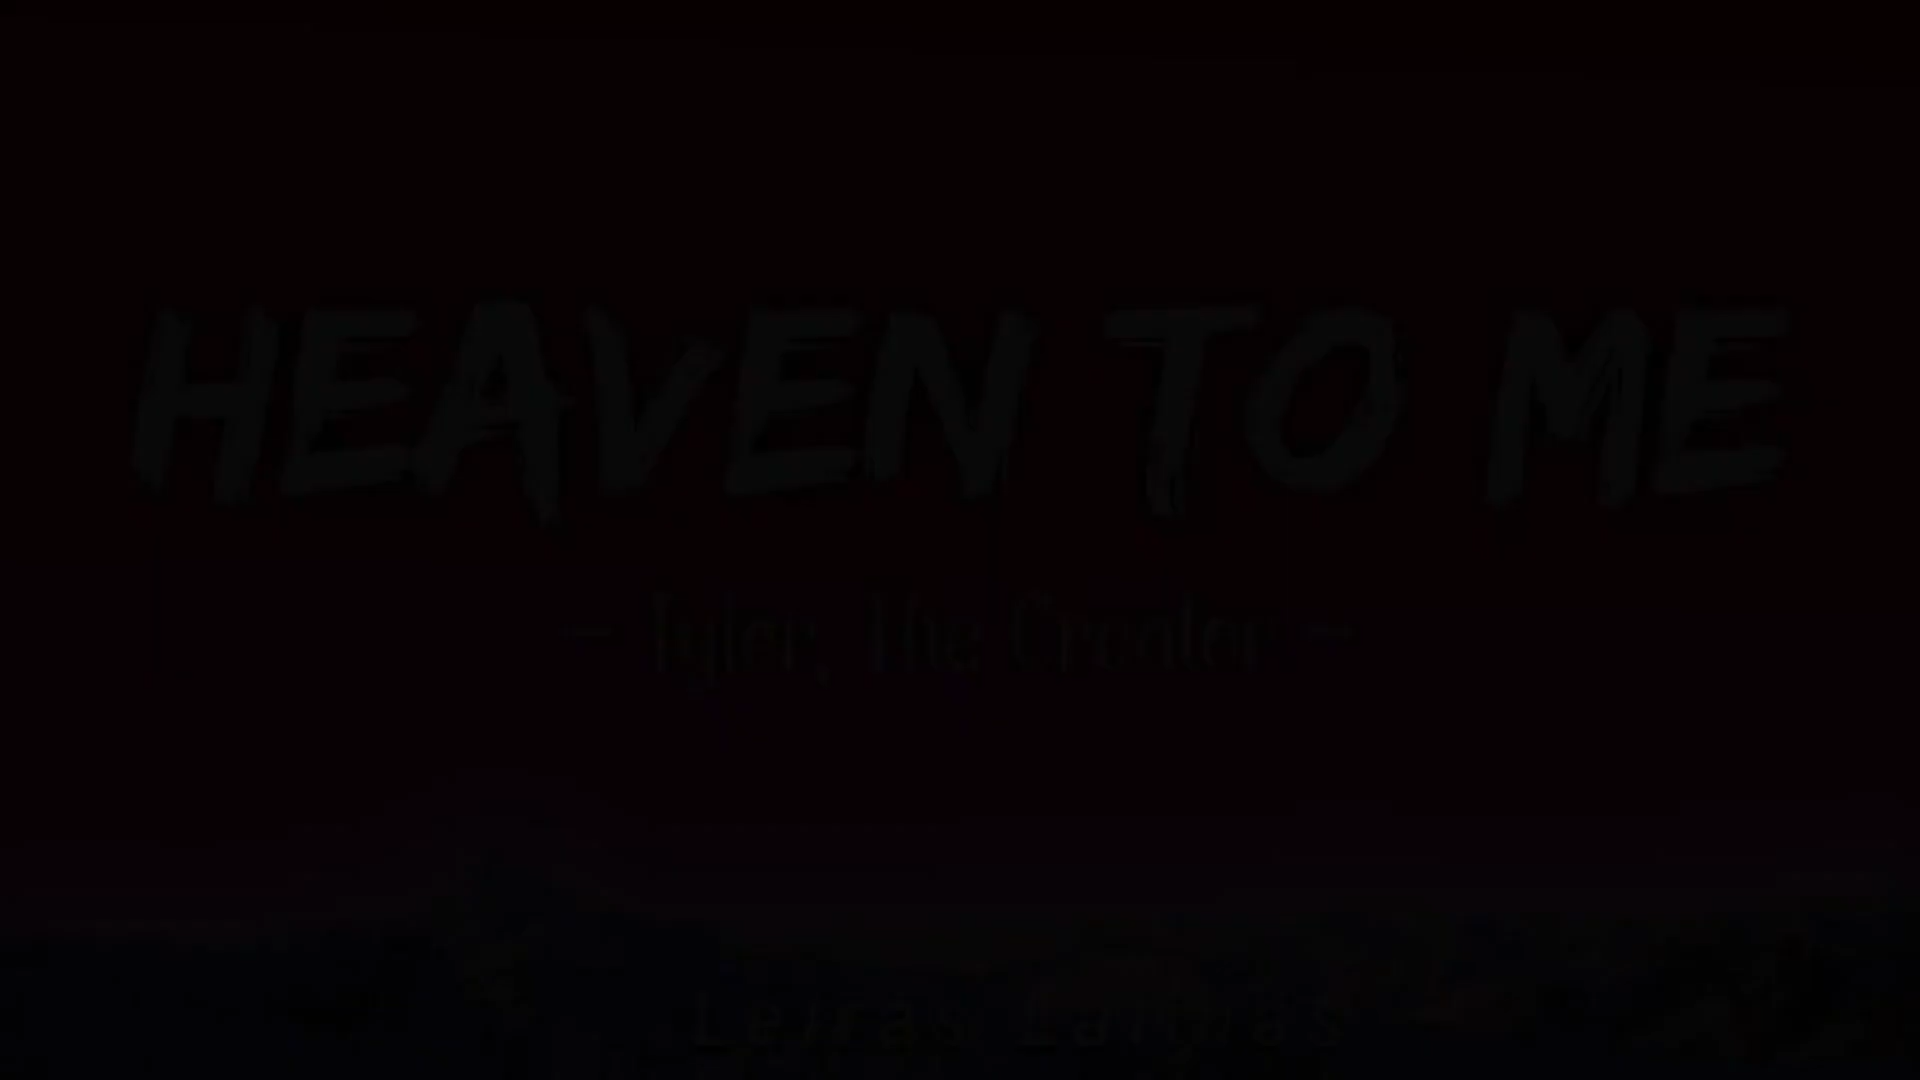 HEAVEN TO ME
- Tyler, The Creator -
Letras Latinas